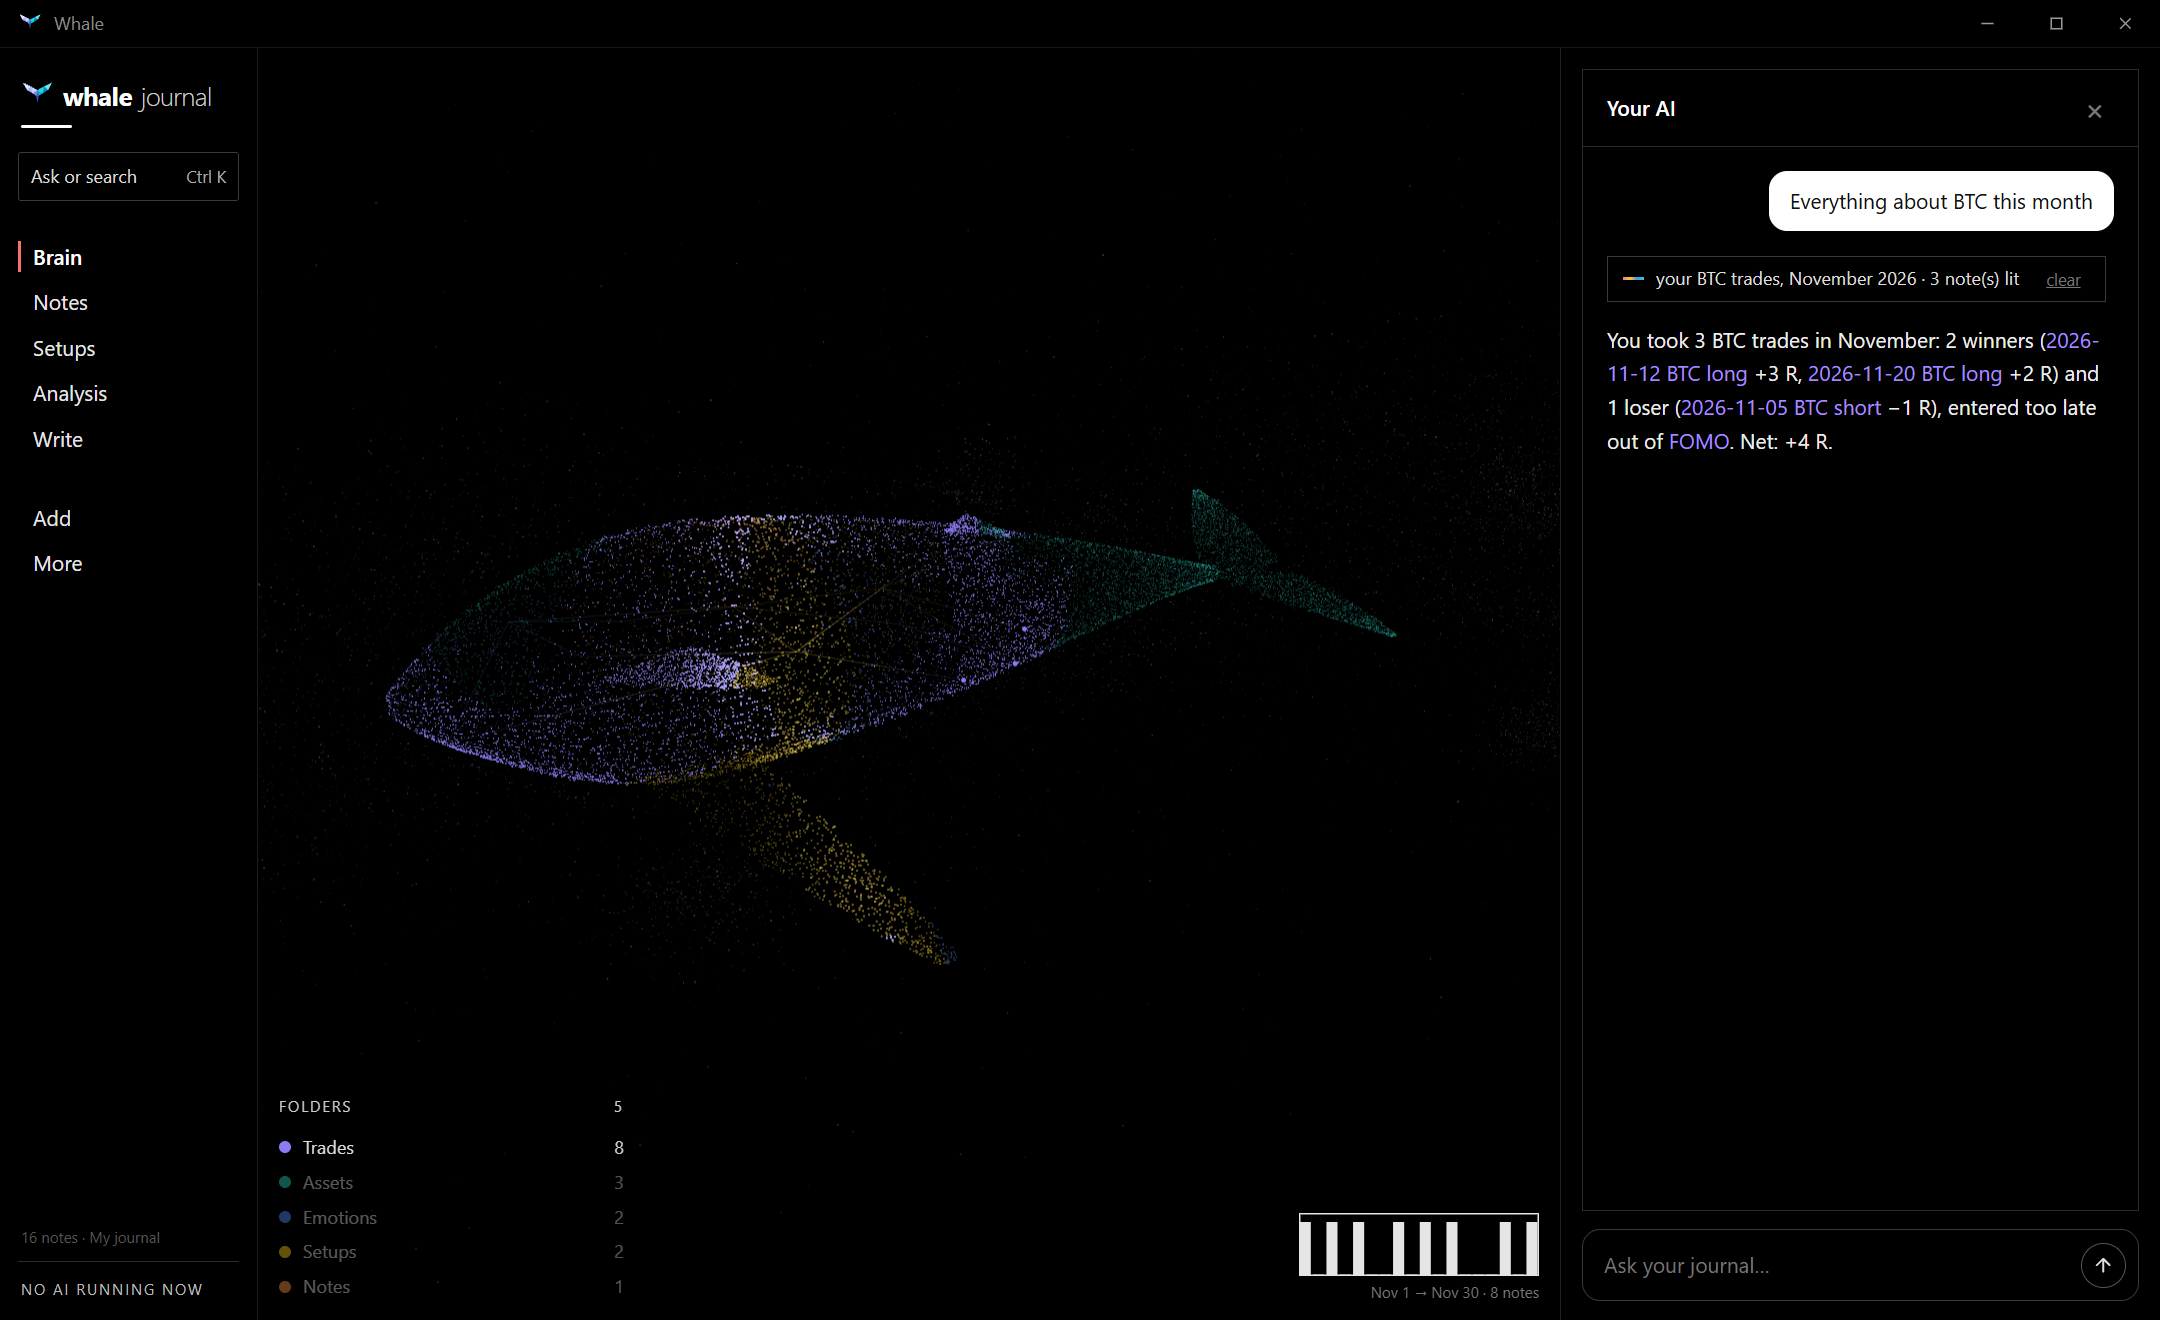 Whale
whale journal
Ask or search Ctrl K
Brain
Notes
Setups
Analysis
Write
Add
More
16 notes · My journal
NO AI RUNNING NOW
FOLDERS 5
Trades 8
Assets 3
Emotions 2
Setups 2
Notes 1
Nov 1 → Nov 30 · 8 notes
Your AI
Everything about BTC this month
your BTC trades, November 2026 · 3 note(s) lit clear
You took 3 BTC trades in November: 2 winners (2026-
11-12 BTC long +3 R, 2026-11-20 BTC long +2 R) and
1 loser (2026-11-05 BTC short −1 R), entered too late
out of FOMO. Net: +4 R.
Ask your journal...